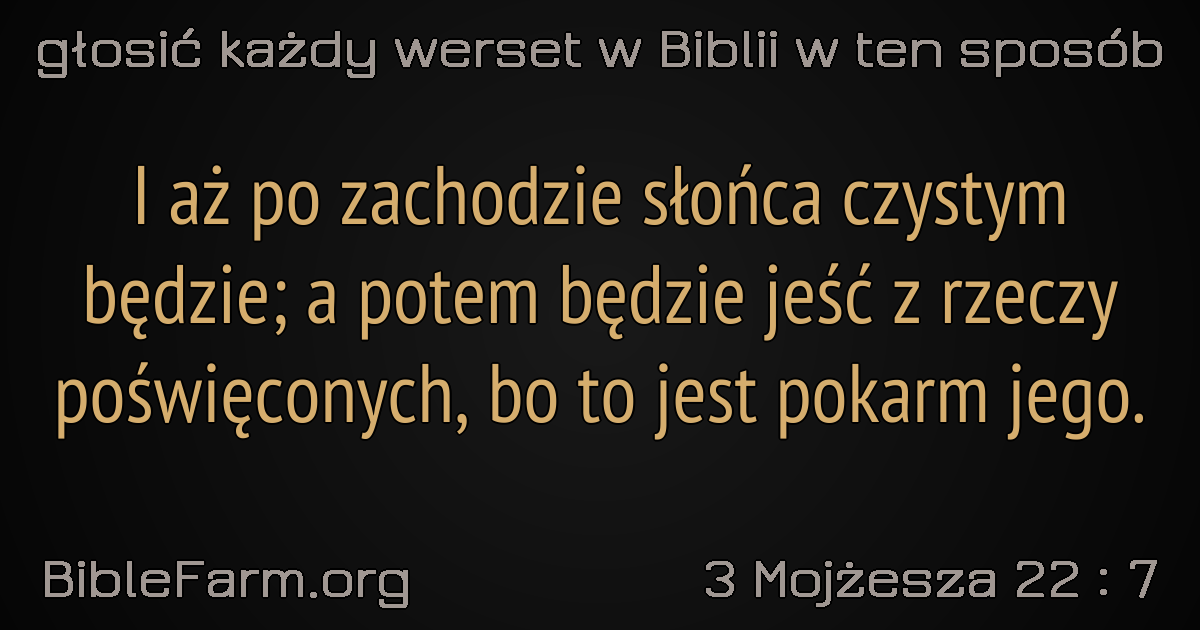 głosić każdy werset w Biblii w ten sposób
I aż po zachodzie słońca czystym
będzie; a potem będzie jeść z rzeczy
poświęconych, bo to jest pokarm jego.
BibleFarm.org
3 Mojżesza 22 : 7